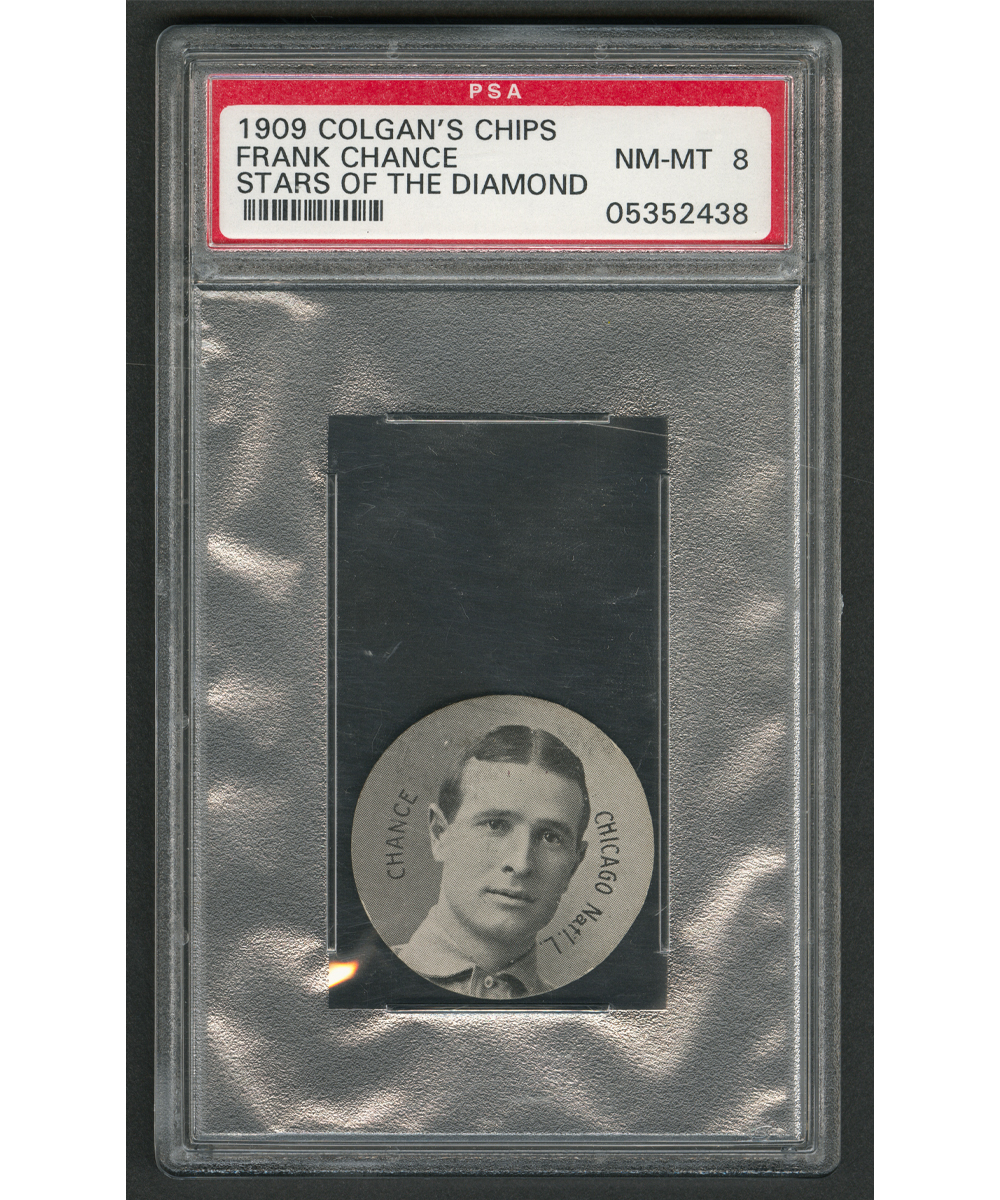 PSA
1909 COLGAN'S CHIPS
FRANK CHANCE
NM-MT 8
STARS OF THE DIAMOND
05352438
CHANCE
CHICAGO Nat'l.L.